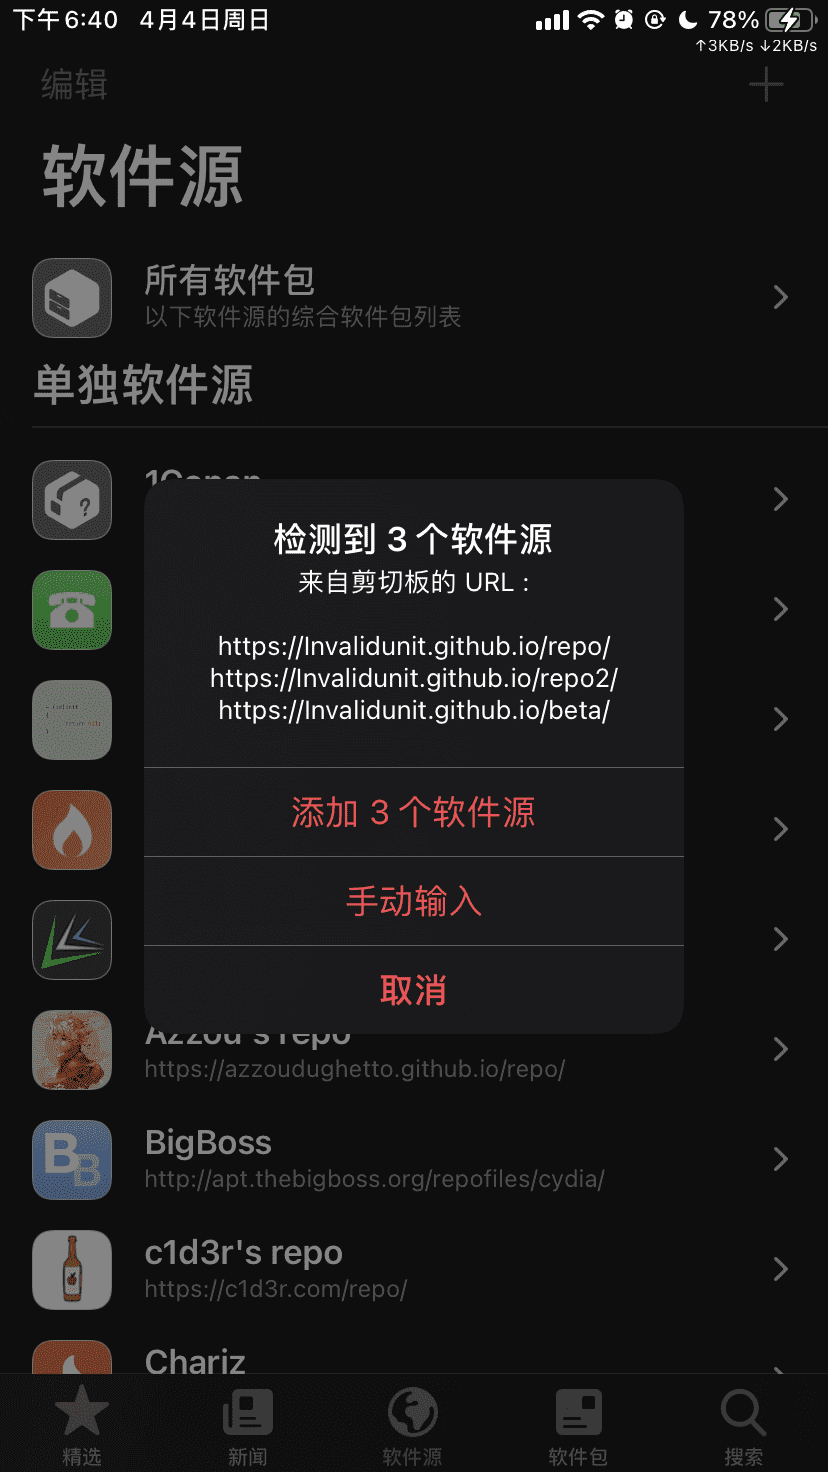 下午6:40 4月4日周日
78%
↑3KB/s ↓2KB/s
编辑
软件源
所有软件包
以下软件源的综合软件包列表
单独软件源
检测到 3 个软件源
来自剪切板的 URL：
https://Invalidunit.github.io/repo/
https://Invalidunit.github.io/repo2/
https://Invalidunit.github.io/beta/
添加 3 个软件源
手动输入
取消
Azzou's repo
https://azzoudughetto.github.io/repo/
BigBoss
http://apt.thebigboss.org/repofiles/cydia/
c1d3r's repo
https://c1d3r.com/repo/
Chariz
精选
新闻
软件源
软件包
搜索